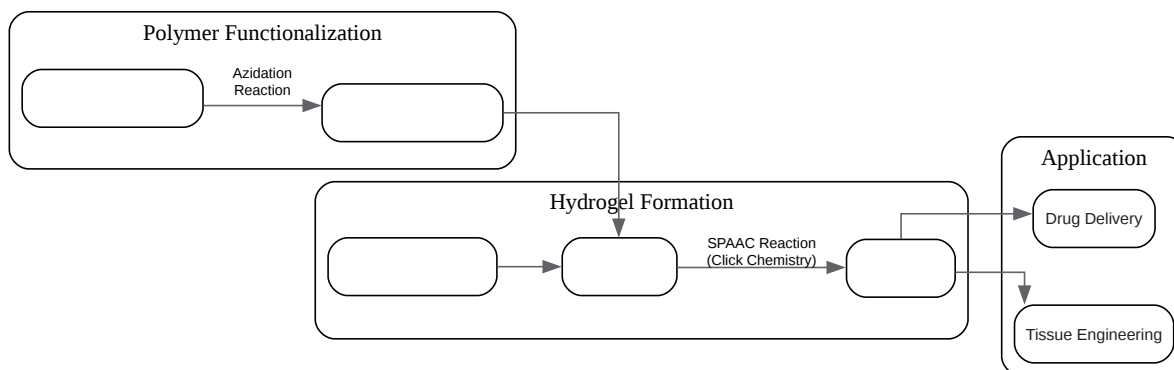 Polymer Functionalization
Azidation
Reaction
Hydrogel Formation
SPAAC Reaction
(Click Chemistry)
Application
Drug Delivery
Tissue Engineering